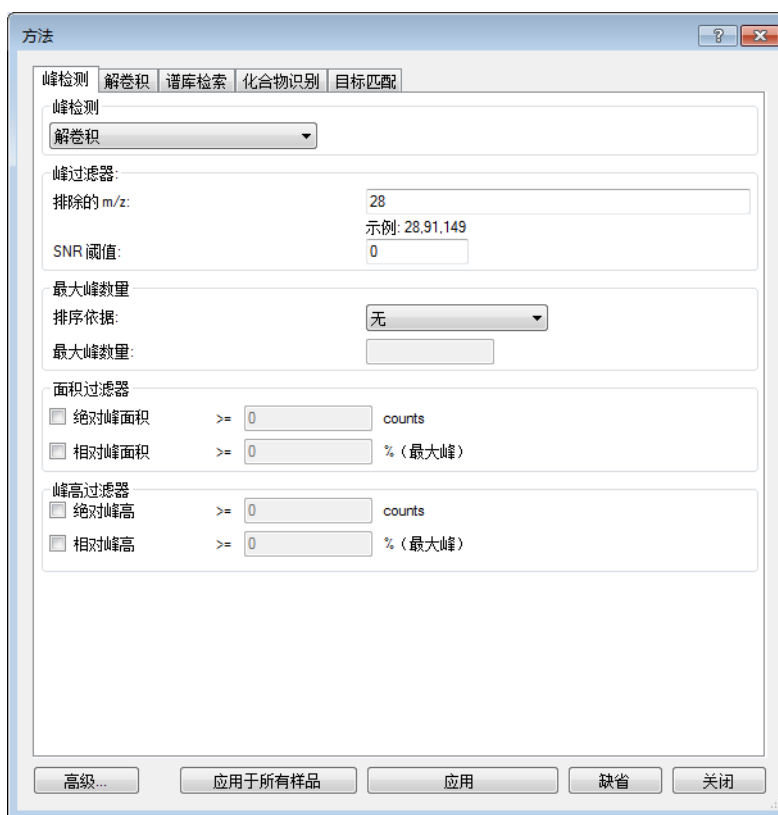 方法
峰检测 解卷积 谱库检索 化合物识别 目标匹配
峰检测
解卷积
峰过滤器:
排除的 m/z: 28
示例: 28,91,149
SNR 阈值: 0
最大峰数量
排序依据: 无
最大峰数量:
面积过滤器
绝对峰面积 >= 0 counts
相对峰面积 >= 0 %（最大峰）
峰高过滤器
绝对峰高 >= 0 counts
相对峰高 >= 0 %（最大峰）
高级... 应用于所有样品 应用 缺省 关闭